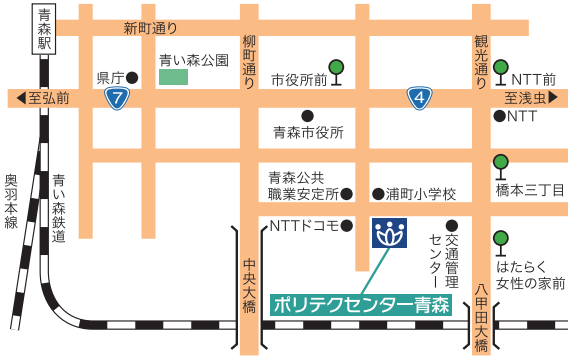 青森駅
新町通り
柳町通り
観光通り
青い森公園
県庁
市役所前
NTT前
至弘前
7
4
至浅虫
青森市役所
NTT
青森公共
職業安定所
浦町小学校
橋本三丁目
奥羽本線
青い森鉄道
NTTドコモ
交通管理
センター
はたらく
女性の家前
中央大橋
ポリテクセンター青森
八甲田大橋